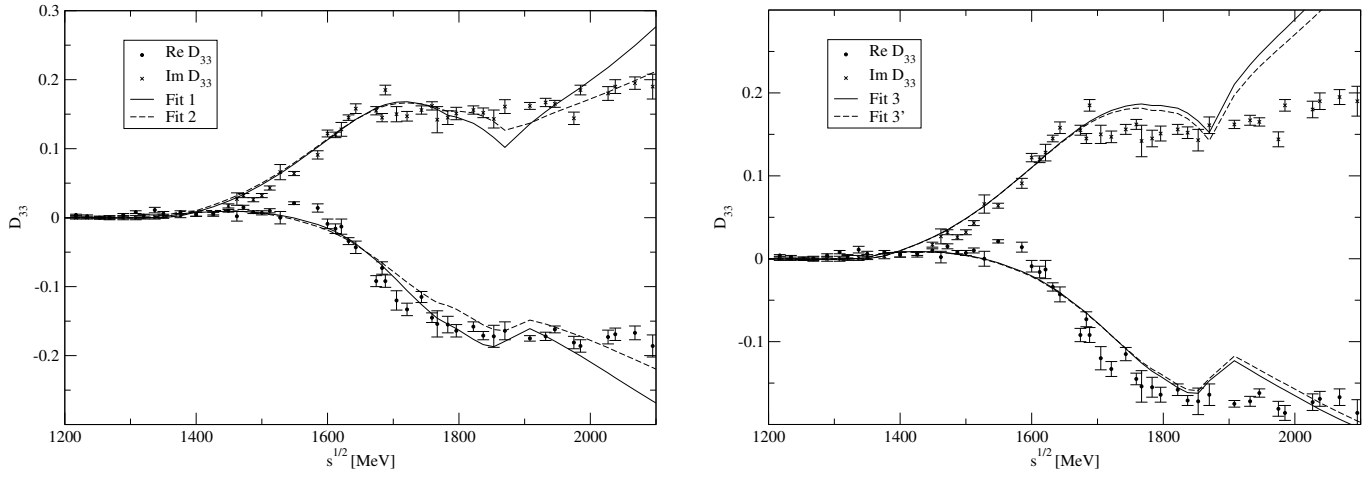 0.3
0.2
0.1
0
-0.1
-0.2
D33
Re D33
Im D33
Fit 1
Fit 2
1200 1400 1600 1800 2000
s^1/2 [MeV]
0.2
0.1
0
-0.1
D33
Re D33
Im D33
Fit 3
Fit 3'
1200 1400 1600 1800 2000
s^1/2 [MeV]